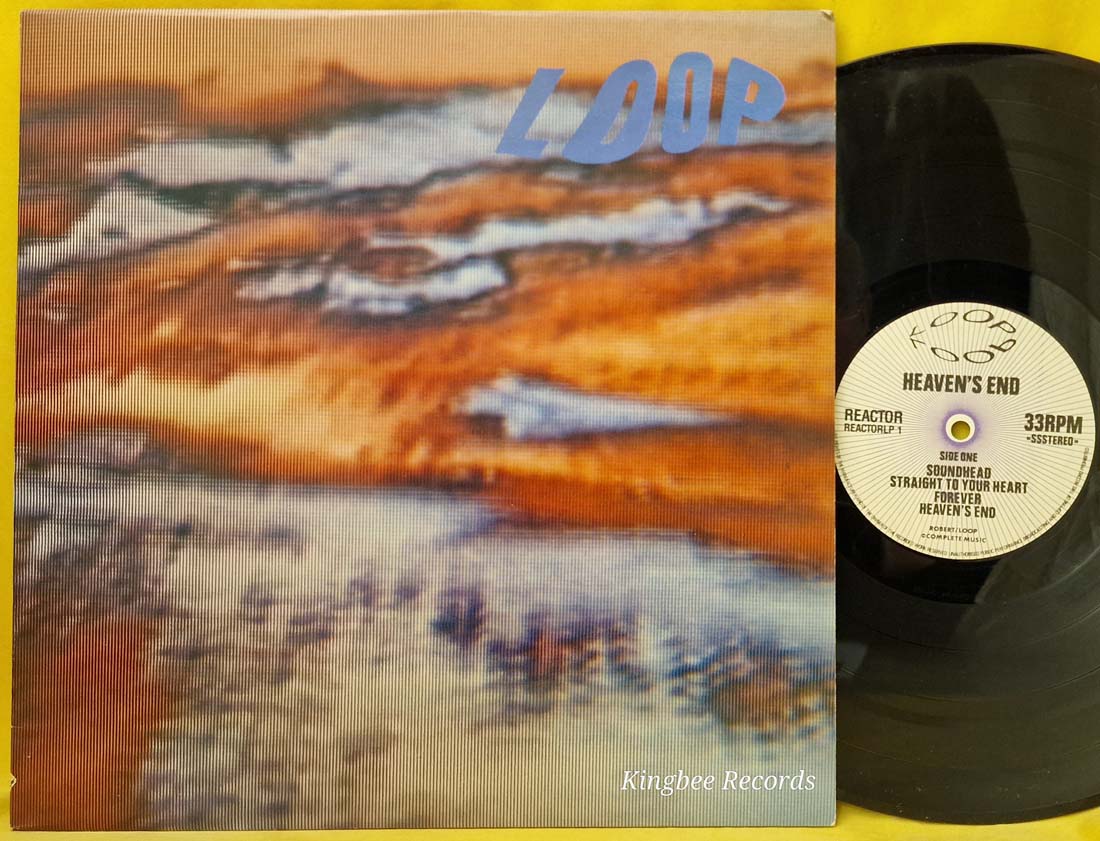 LOOP
LOOP
LOOP
HEAVEN'S END
REACTOR
REACTORLP 1
33RPM
"SSSTEREO"
SIDE ONE
SOUNDHEAD
STRAIGHT TO YOUR HEART
FOREVER
HEAVEN'S END
ROBERT/LOOP
©COMPLETE MUSIC
Kingbee Records